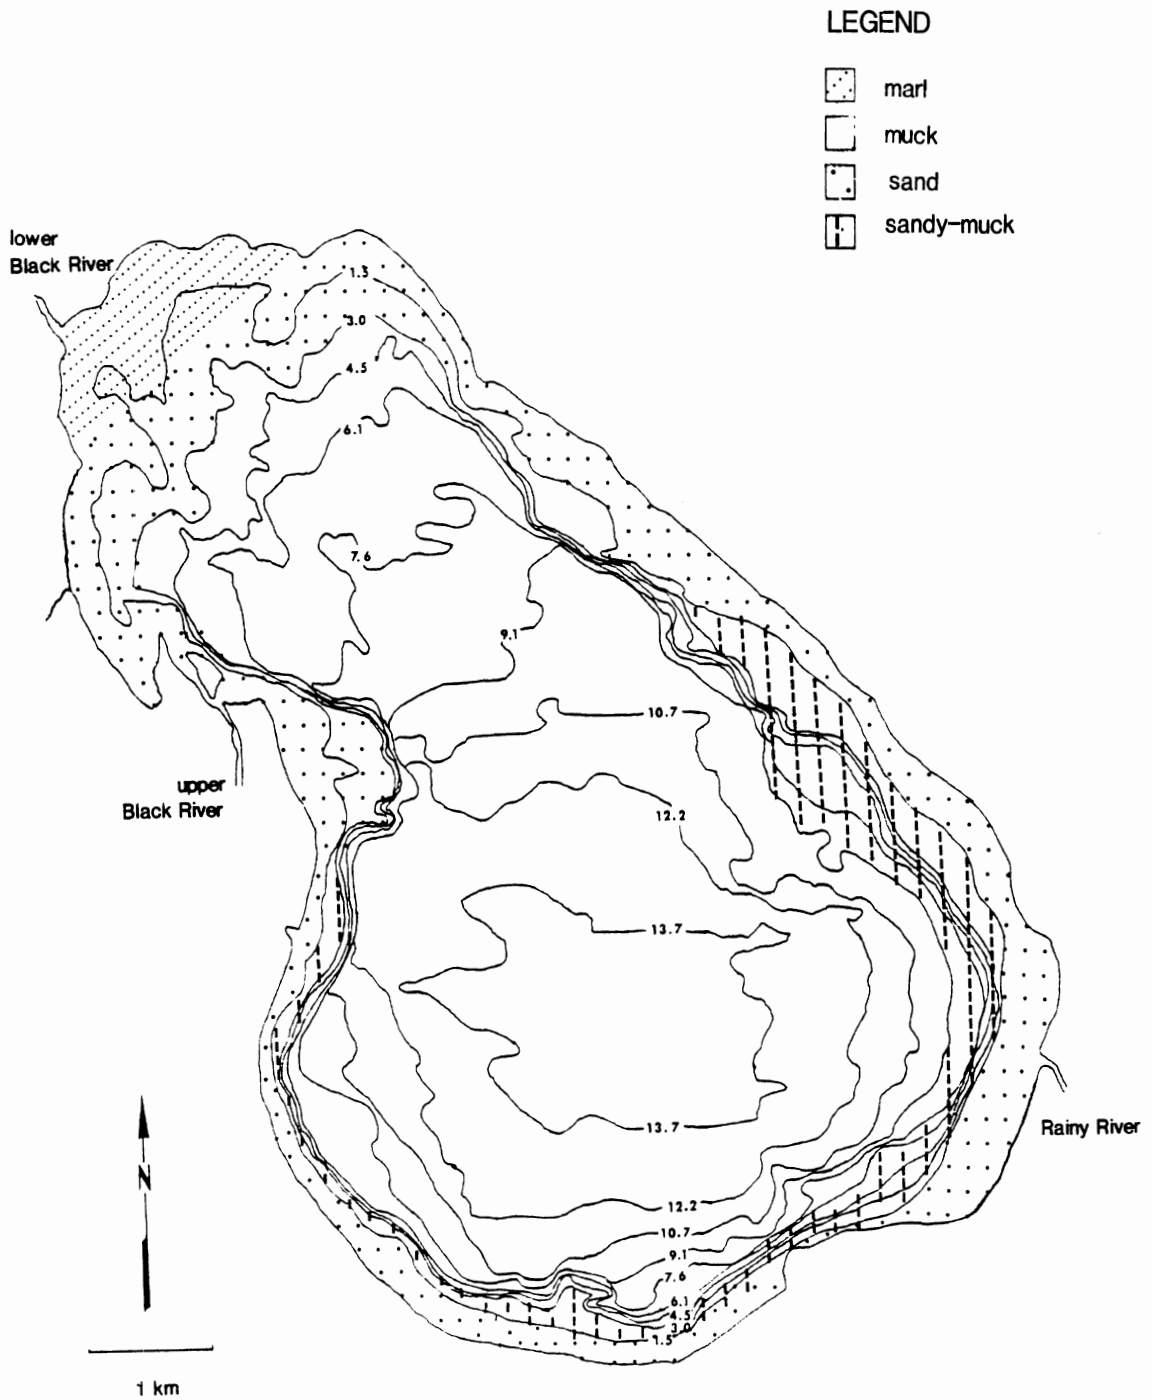 LEGEND
marl
muck
sand
sandy-muck
lower
Black River
1.5
3.0
4.5
6.1
7.6
9.1
10.7
12.2
upper
Black River
13.7
13.7
Rainy River
N
12.2
10.7
9.1
7.6
6.1
4.5
3.0
1.5
1 km